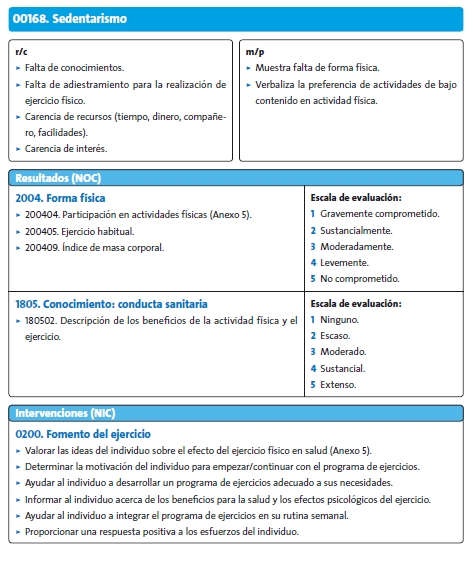 00168. Sedentarismo
r/c
► Falta de conocimientos.
► Falta de adiestramiento para la realización de
ejercicio físico.
► Carencia de recursos (tiempo, dinero, compañe-
ro, facilidades).
► Carencia de interés.
m/p
► Muestra falta de forma física.
► Verbaliza la preferencia de actividades de bajo
contenido en actividad física.
Resultados (NOC)
2004. Forma física
► 200404. Participación en actividades físicas (Anexo 5).
► 200405. Ejercicio habitual.
► 200409. Índice de masa corporal.
Escala de evaluación:
1 Gravemente comprometido.
2 Sustancialmente.
3 Moderadamente.
4 Levemente.
5 No comprometido.
1805. Conocimiento: conducta sanitaria
► 180502. Descripción de los beneficios de la actividad física y el
ejercicio.
Escala de evaluación:
1 Ninguno.
2 Escaso.
3 Moderado.
4 Sustancial.
5 Extenso.
Intervenciones (NIC)
0200. Fomento del ejercicio
► Valorar las ideas del individuo sobre el efecto del ejercicio físico en salud (Anexo 5).
► Determinar la motivación del individuo para empezar/continuar con el programa de ejercicios.
► Ayudar al individuo a desarrollar un programa de ejercicios adecuado a sus necesidades.
► Informar al individuo acerca de los beneficios para la salud y los efectos psicológicos del ejercicio.
► Ayudar al individuo a integrar el programa de ejercicios en su rutina semanal.
► Proporcionar una respuesta positiva a los esfuerzos del individuo.